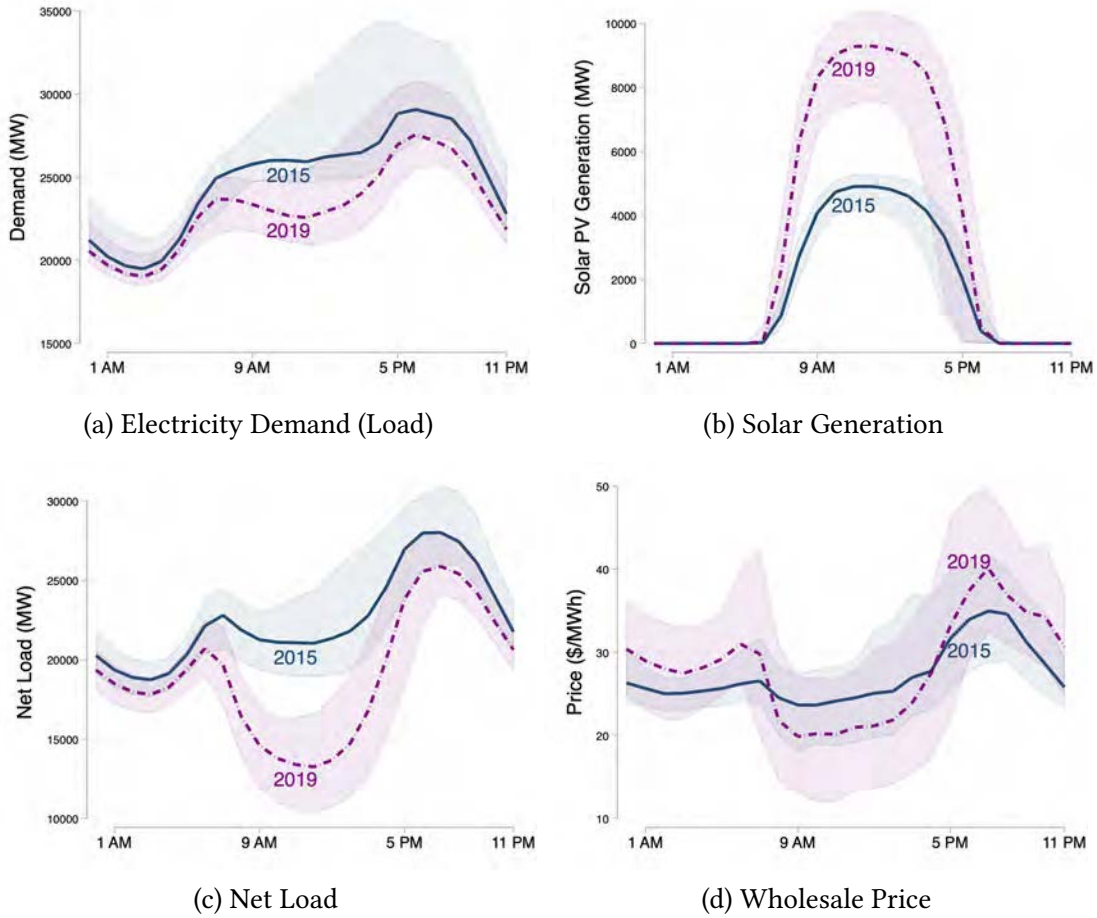 35000
30000
25000
20000
15000
Demand (MW)
2015
2019
1 AM 9 AM 5 PM 11 PM
(a) Electricity Demand (Load)
10000
8000
6000
4000
2000
0
Solar PV Generation (MW)
2019
2015
1 AM 9 AM 5 PM 11 PM
(b) Solar Generation
30000
25000
20000
15000
10000
Net Load (MW)
2015
2019
1 AM 9 AM 5 PM 11 PM
(c) Net Load
50
40
30
20
10
Price ($/MWh)
2019
2015
1 AM 9 AM 5 PM 11 PM
(d) Wholesale Price